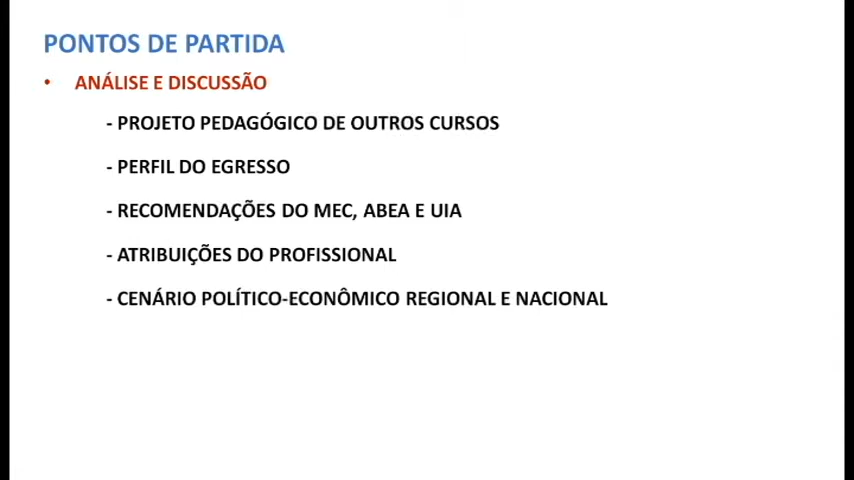 PONTOS DE PARTIDA
• ANÁLISE E DISCUSSÃO
- PROJETO PEDAGÓGICO DE OUTROS CURSOS
- PERFIL DO EGRESSO
- RECOMENDAÇÕES DO MEC, ABEA E UIA
- ATRIBUIÇÕES DO PROFISSIONAL
- CENÁRIO POLÍTICO-ECONÔMICO REGIONAL E NACIONAL